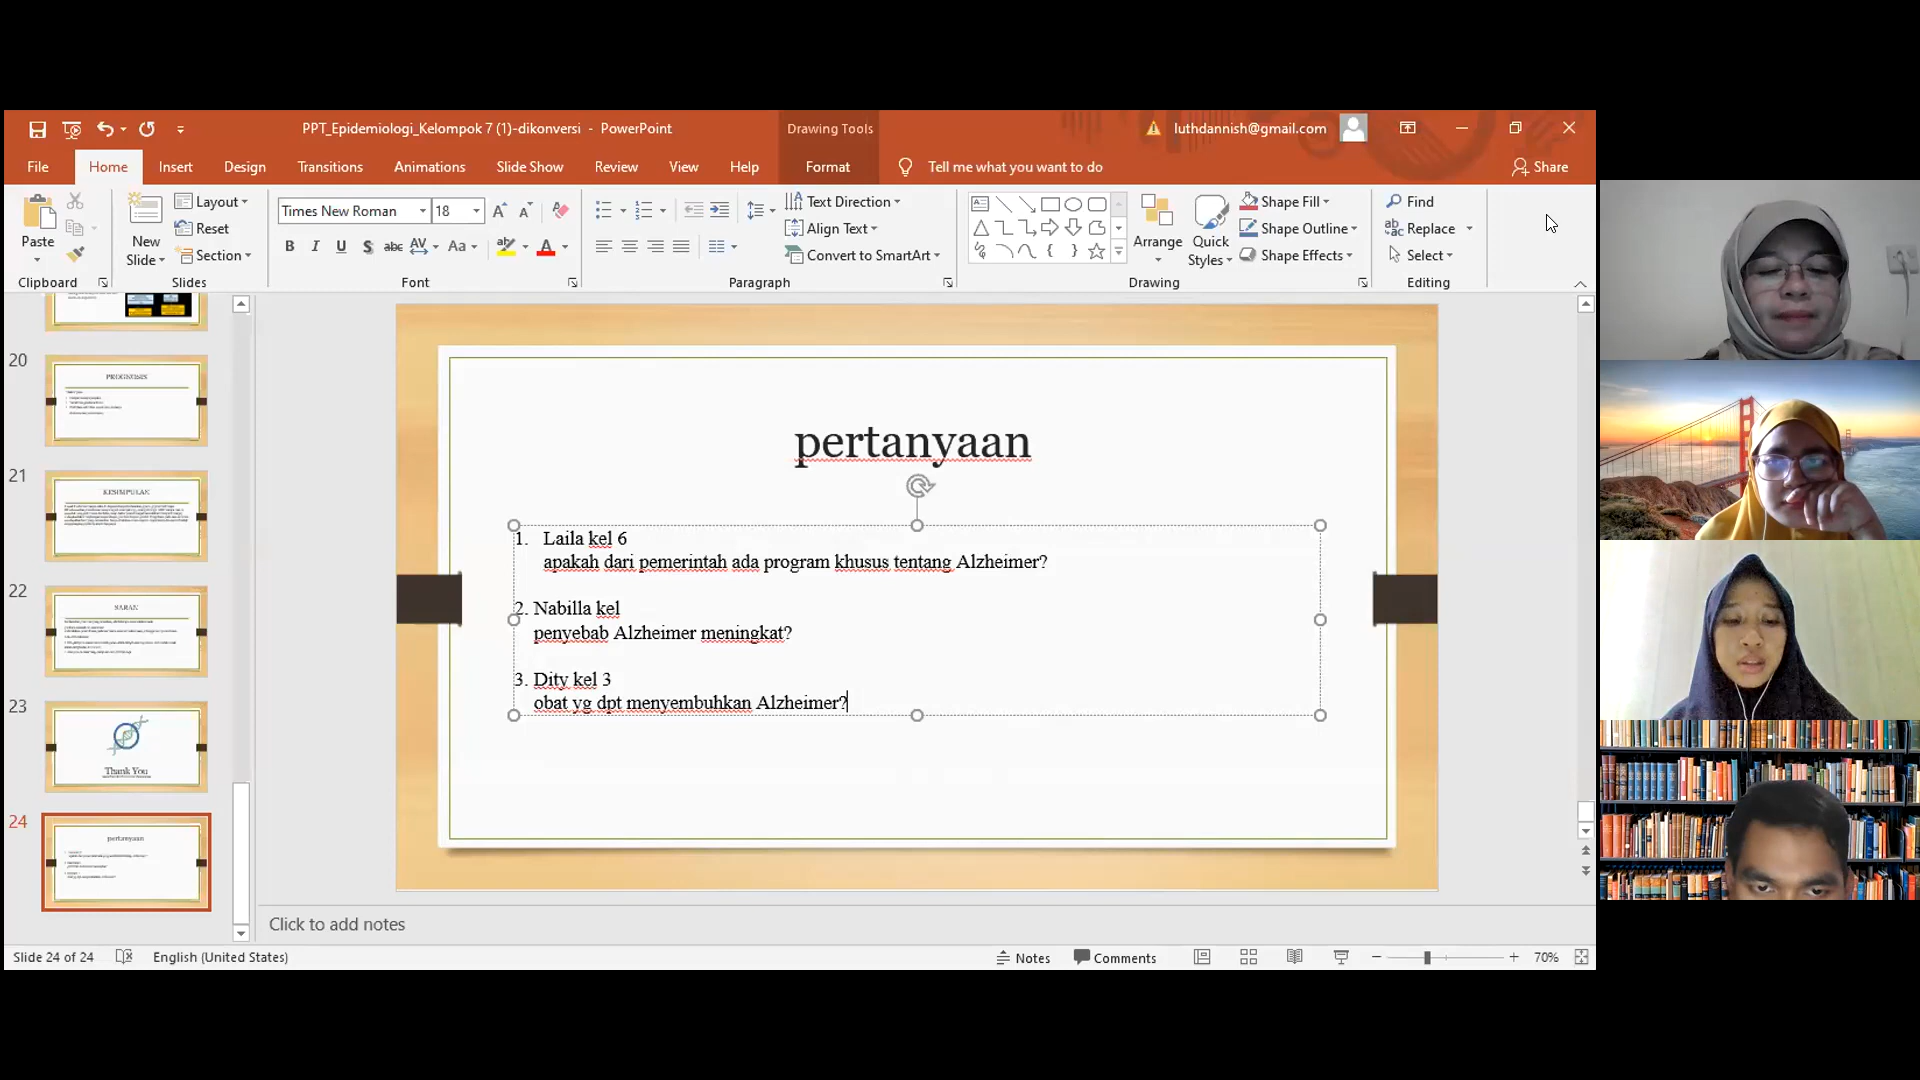 PPT_Epidemiologi_Kelompok 7 (1)-dikonversi - PowerPoint
Drawing Tools
luthdannish@gmail.com
File Home Insert Design Transitions Animations Slide Show Review View Help Format Tell me what you want to do Share
Paste
Clipboard
New Slide
Layout
Reset
Section
Slides
Times New Roman 18
B I U S abc AV Aa A
Font
Text Direction
Align Text
Convert to SmartArt
Paragraph
Arrange
Quick Styles
Shape Fill
Shape Outline
Shape Effects
Drawing
Find
Replace
Select
Editing
20
PROGNOSIS
21
KESIMPULAN
22
SARAN
23
Thank You
24
pertanyaan
pertanyaan
1. Laila kel 6
apakah dari pemerintah ada program khusus tentang Alzheimer?
2. Nabilla kel
penyebab Alzheimer meningkat?
3. Dity kel 3
obat yg dpt menyembuhkan Alzheimer?
Click to add notes
Slide 24 of 24 English (United States) Notes Comments 70%